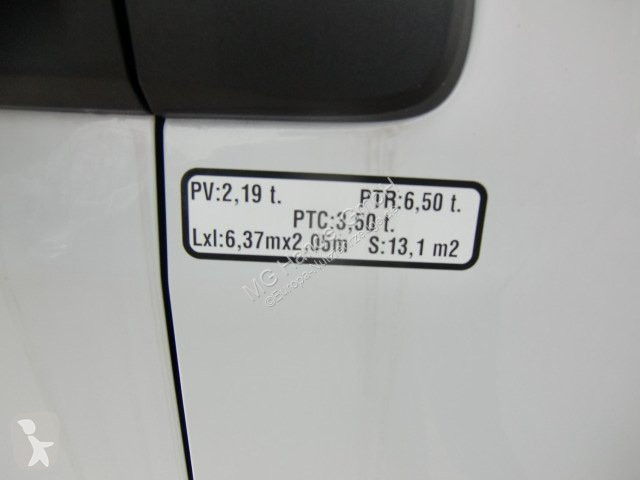 PV:2,19 t. PTR:6,50 t.
PTC:3,50 t.
Lxl:6,37mx2,05m S:13,1 m2